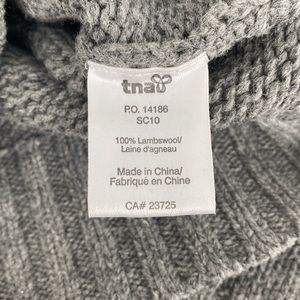 tna
P.O. 14186
SC10
100% Lambswool/
Laine d'agneau
Made in China/
Fabriqué en Chine
CA# 23725